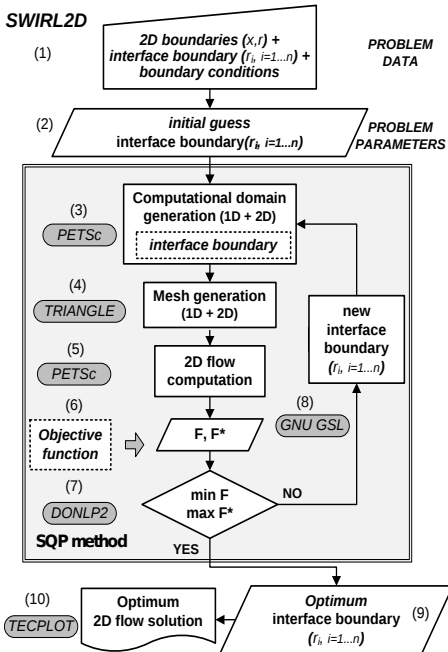 SWIRL2D
(1)
2D boundaries (x,r) +
interface boundary (ri, i=1...n) +
boundary conditions
PROBLEM
DATA
(2)
initial guess
interface boundary(ri, i=1...n)
PROBLEM
PARAMETERS
(3)
PETSc
Computational domain
generation (1D + 2D)
interface boundary
(4)
TRIANGLE
Mesh generation
(1D + 2D)
new
interface
boundary
(ri, i=1...n)
(5)
PETSc
2D flow
computation
(6)
Objective
function
F, F*
(8)
GNU GSL
(7)
DONLP2
min F
max F*
NO
SQP method
YES
(10)
TECPLOT
Optimum
2D flow solution
Optimum
interface boundary
(ri, i=1...n)
(9)